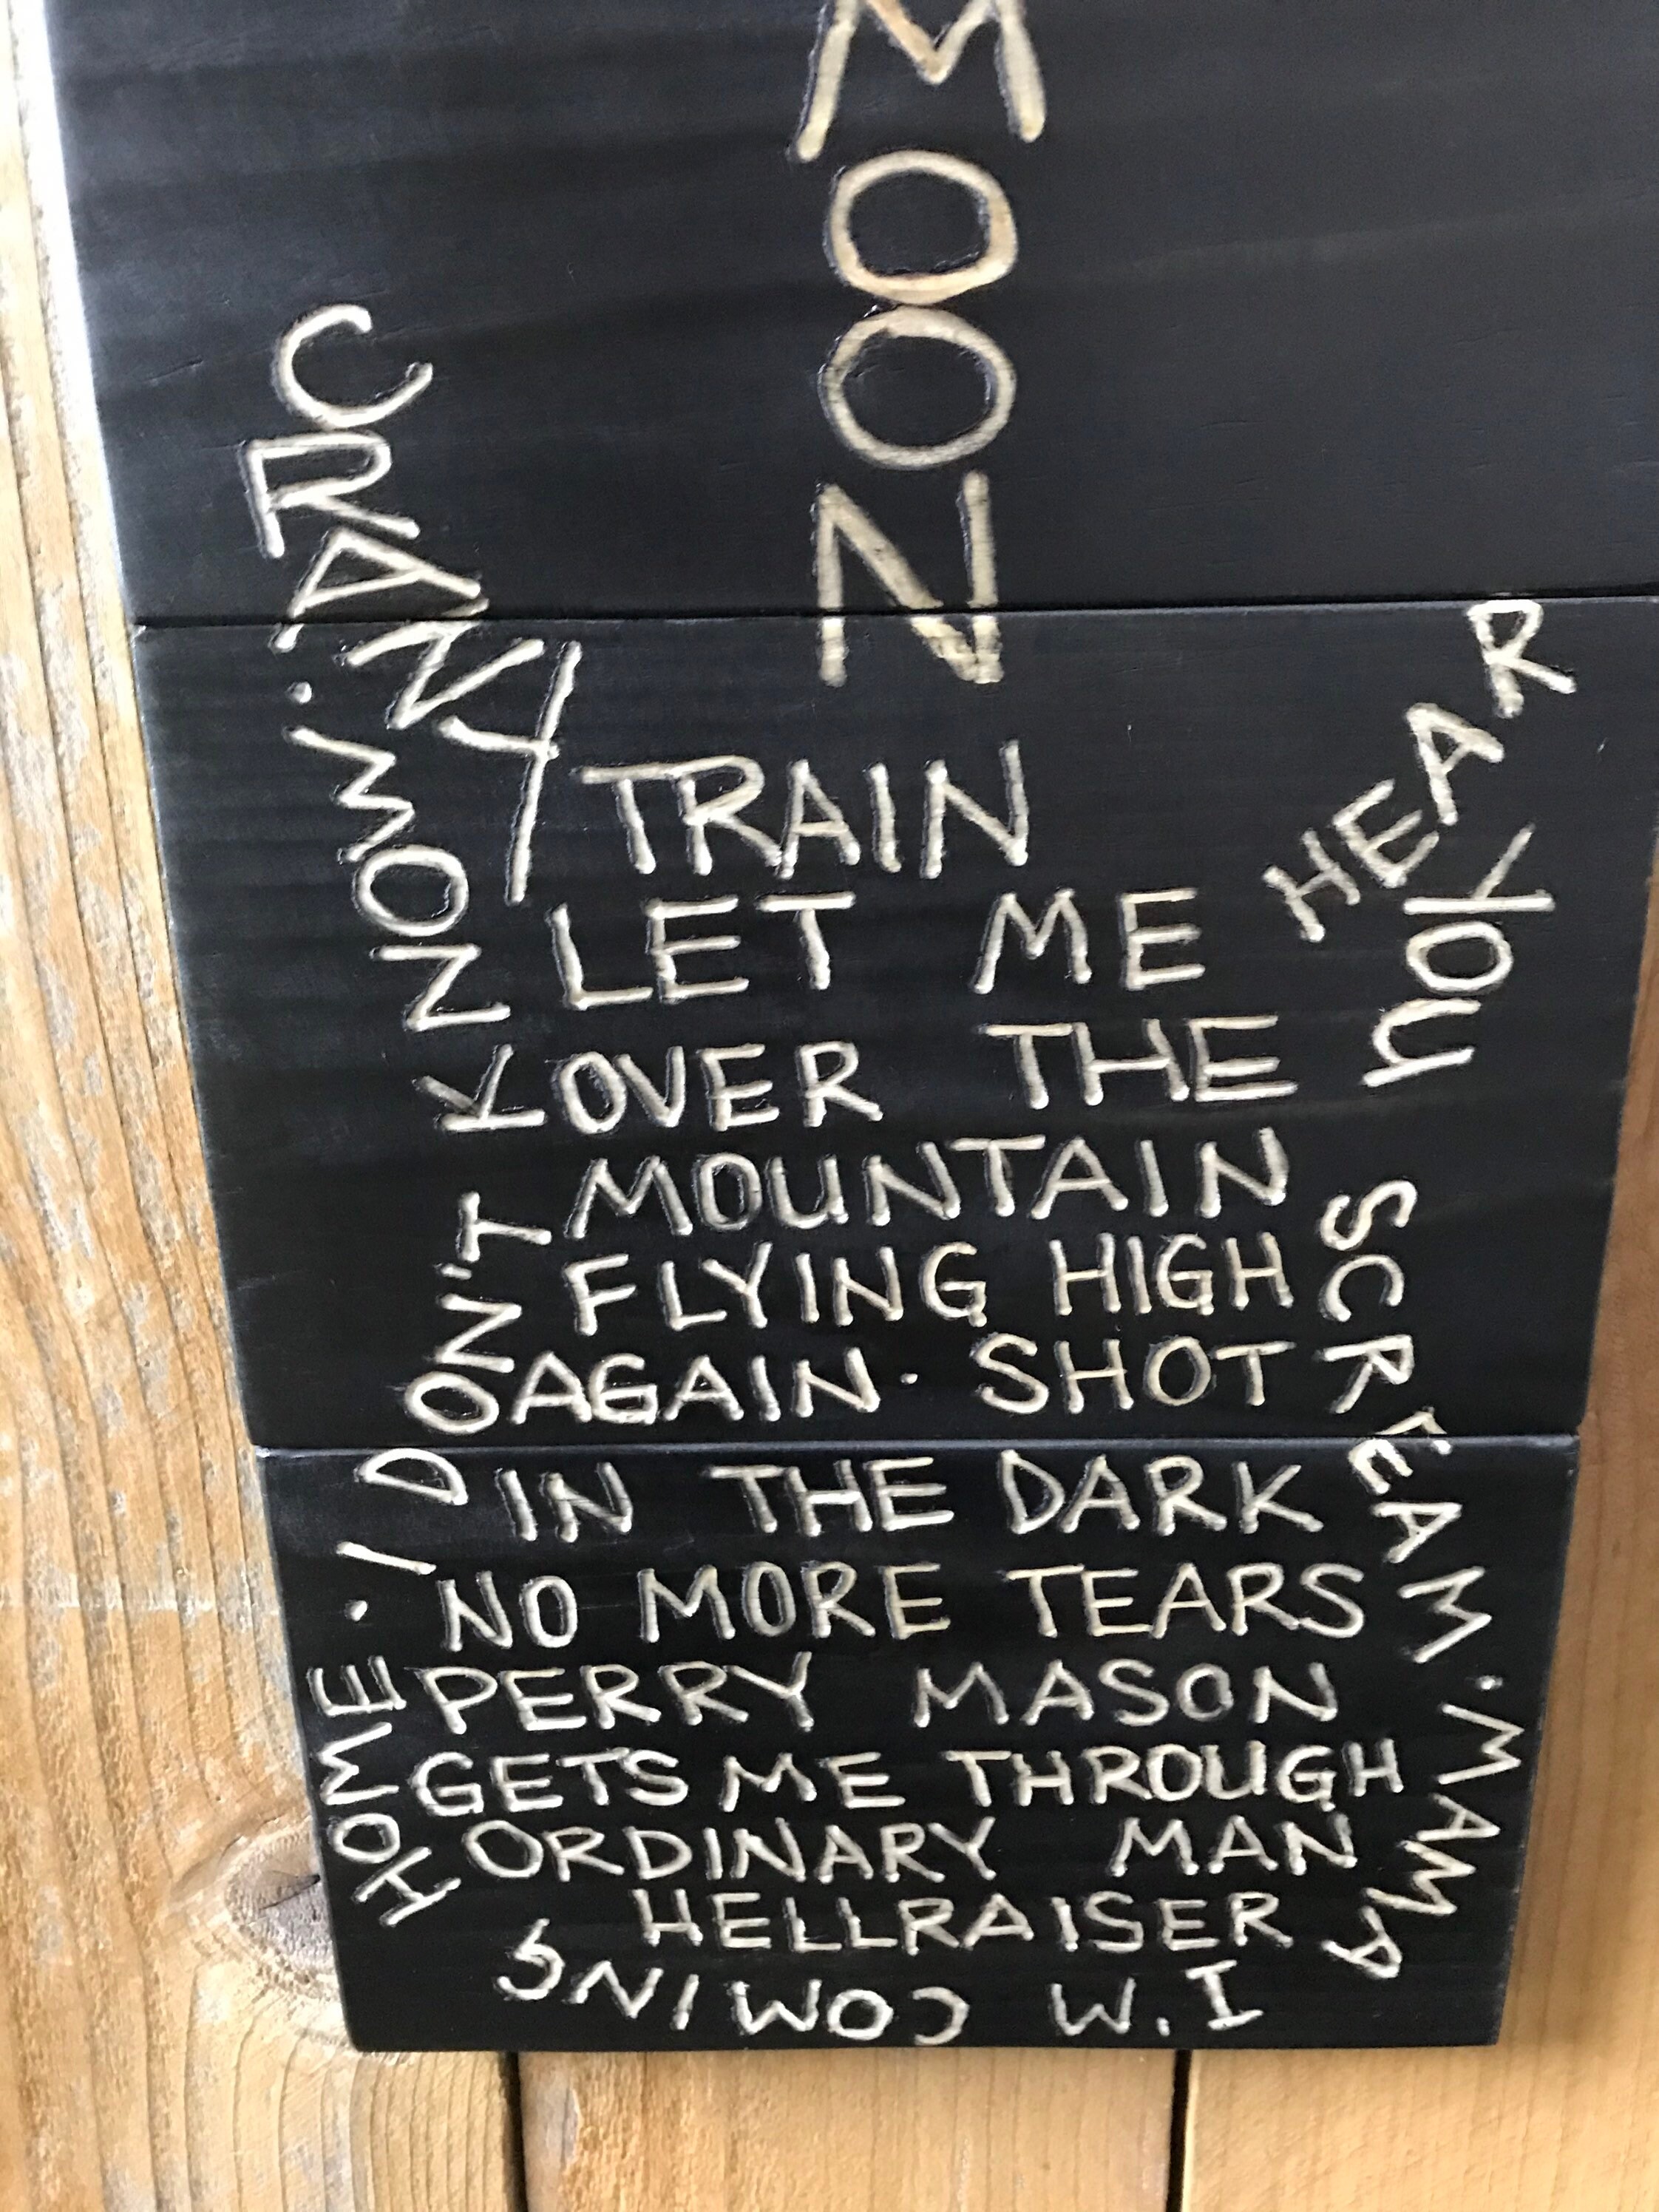 MOON
CRAZY TRAIN
LET ME HEAR YOU SCREAM · MAMA I'M COMING HOME · I DON'T KNOW ·
OVER THE
MOUNTAIN
FLYING HIGH
AGAIN · SHOT
IN THE DARK
NO MORE TEARS
PERRY MASON
GETS ME THROUGH
ORDINARY MAN
HELLRAISER